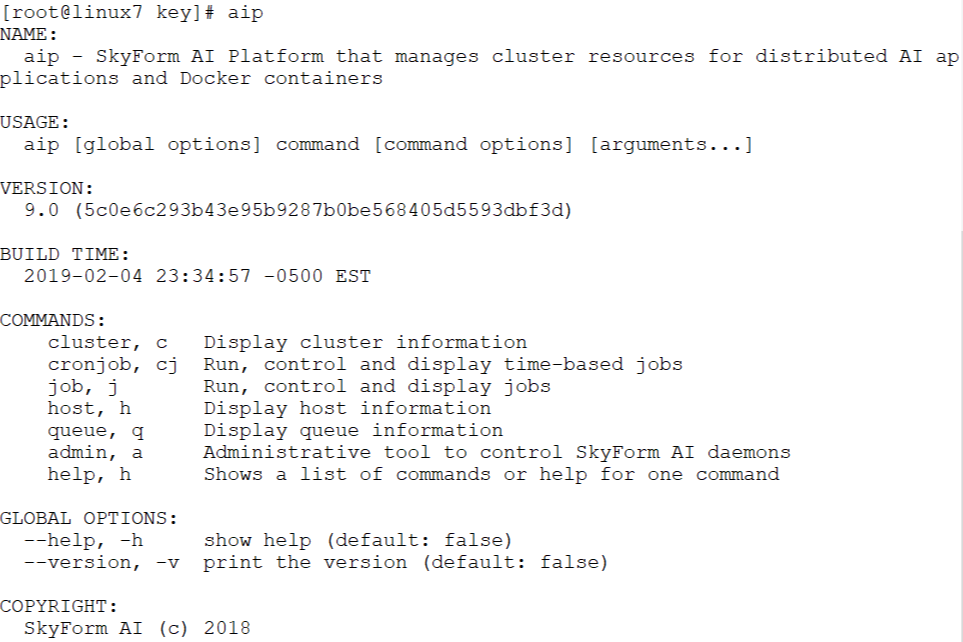 [root@linux7 key]# aip
NAME:
  aip - SkyForm AI Platform that manages cluster resources for distributed AI ap
plications and Docker containers

USAGE:
  aip [global options] command [command options] [arguments...]

VERSION:
  9.0 (5c0e6c293b43e95b9287b0be568405d5593dbf3d)

BUILD TIME:
  2019-02-04 23:34:57 -0500 EST

COMMANDS:
    cluster, c   Display cluster information
    cronjob, cj  Run, control and display time-based jobs
    job, j       Run, control and display jobs
    host, h      Display host information
    queue, q     Display queue information
    admin, a     Administrative tool to control SkyForm AI daemons
    help, h      Shows a list of commands or help for one command

GLOBAL OPTIONS:
  --help, -h     show help (default: false)
  --version, -v  print the version (default: false)

COPYRIGHT:
  SkyForm AI (c) 2018